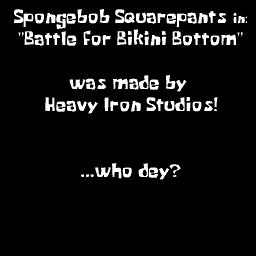 Spongebob Squarepants in:
"Battle For Bikini Bottom"
was made by
Heavy Iron Studios!
...who dey?